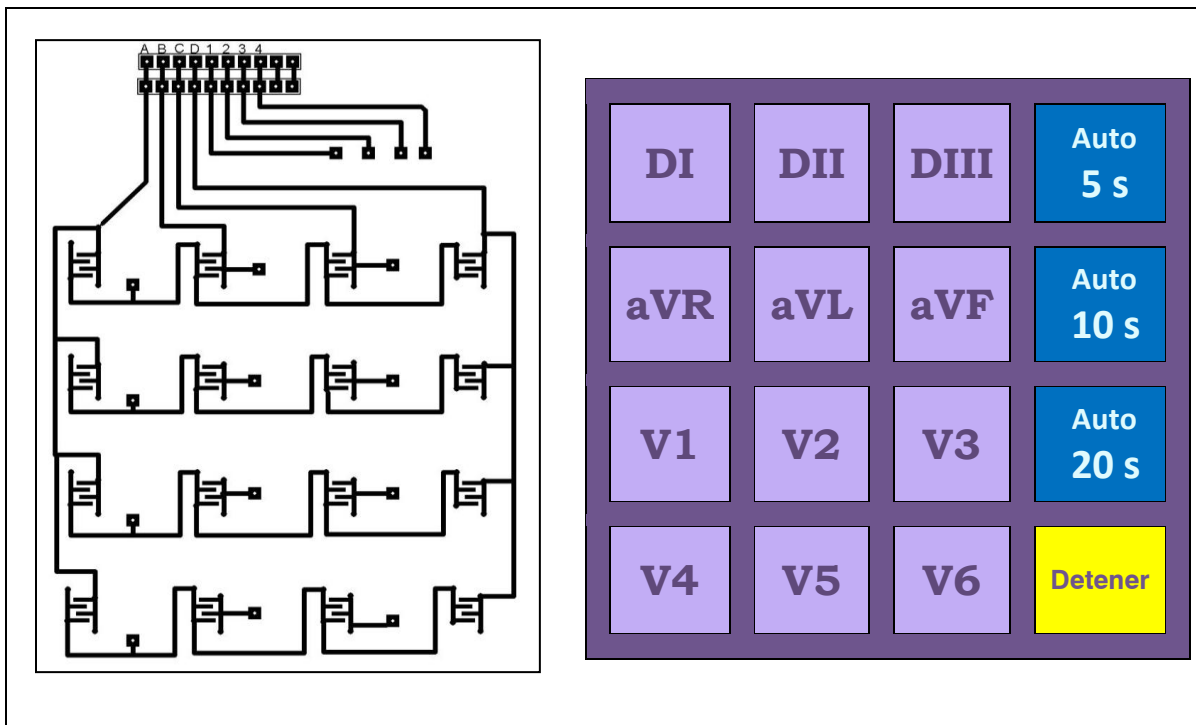 A B C D 1 2 3 4
DI DII DIII Auto
5 s
aVR aVL aVF Auto
10 s
V1 V2 V3 Auto
20 s
V4 V5 V6 Detener